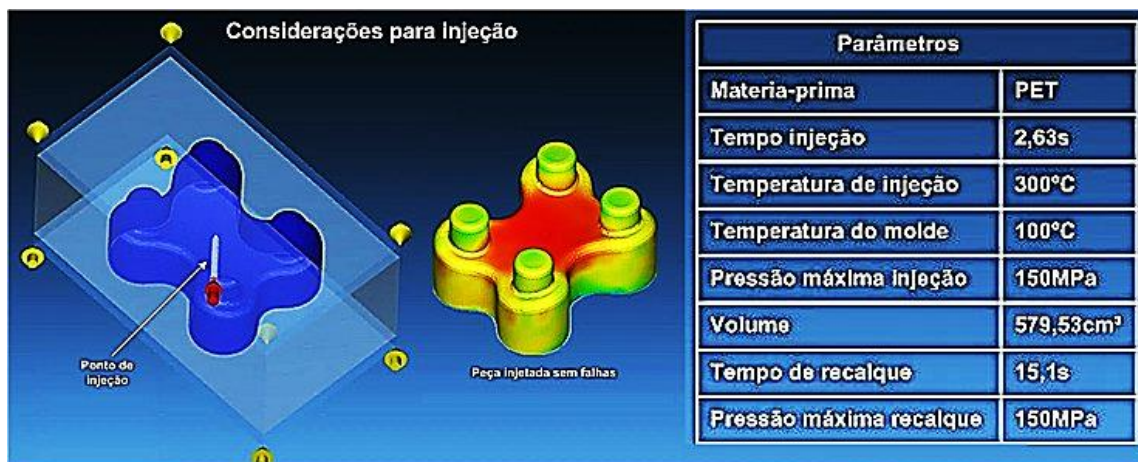 Considerações para injeção
Ponto de
injeção
Peça injetada sem falhas
Parâmetros
Materia-prima PET
Tempo injeção 2,63s
Temperatura de injeção 300ºC
Temperatura do molde 100ºC
Pressão máxima injeção 150MPa
Volume 579,53cm³
Tempo de recalque 15,1s
Pressão máxima recalque 150MPa